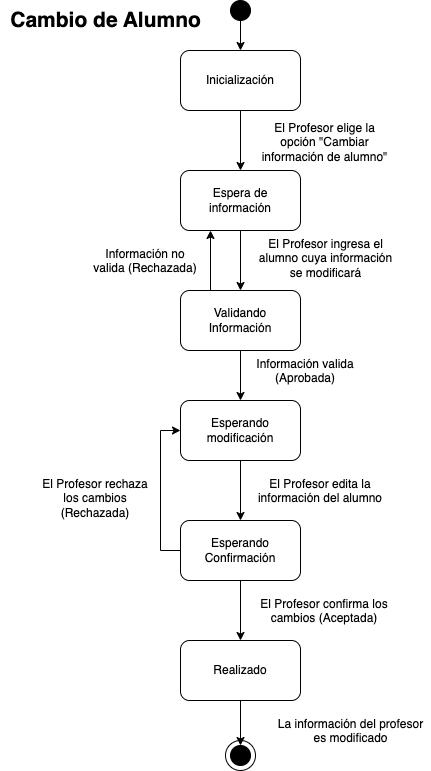 Cambio de Alumno
Inicialización
El Profesor elige la
opción "Cambiar
información de alumno"
Espera de
información
Información no
valida (Rechazada)
El Profesor ingresa el
alumno cuya información
se modificará
Validando
Información
Información valida
(Aprobada)
Esperando
modificación
El Profesor rechaza
los cambios
(Rechazada)
El Profesor edita la
información del alumno
Esperando
Confirmación
El Profesor confirma los
cambios (Aceptada)
Realizado
La información del profesor
es modificado